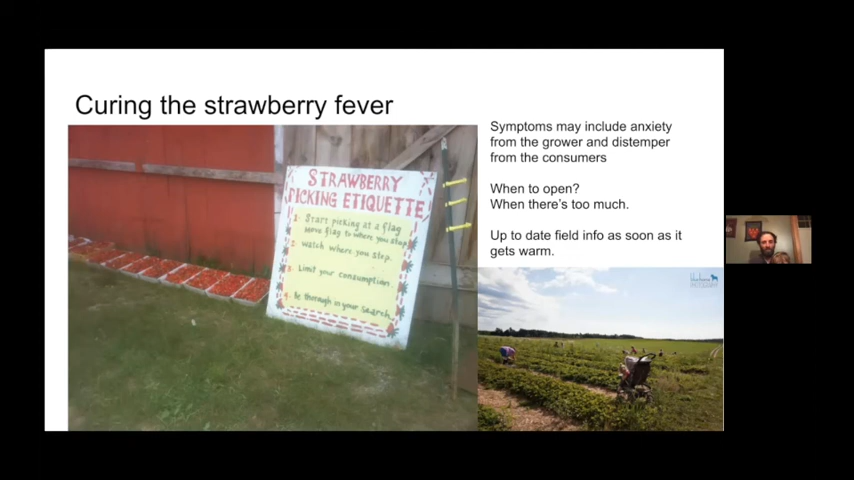 Curing the strawberry fever
STRAWBERRY
PICKING ETIQUETTE
1- Start picking at a flag
move flag to where you stop
2. Watch where you step.
3- Limit your consumption
4- Be thorough in your search
Symptoms may include anxiety
from the grower and distemper
from the consumers
When to open?
When there's too much.
Up to date field info as soon as it
gets warm.